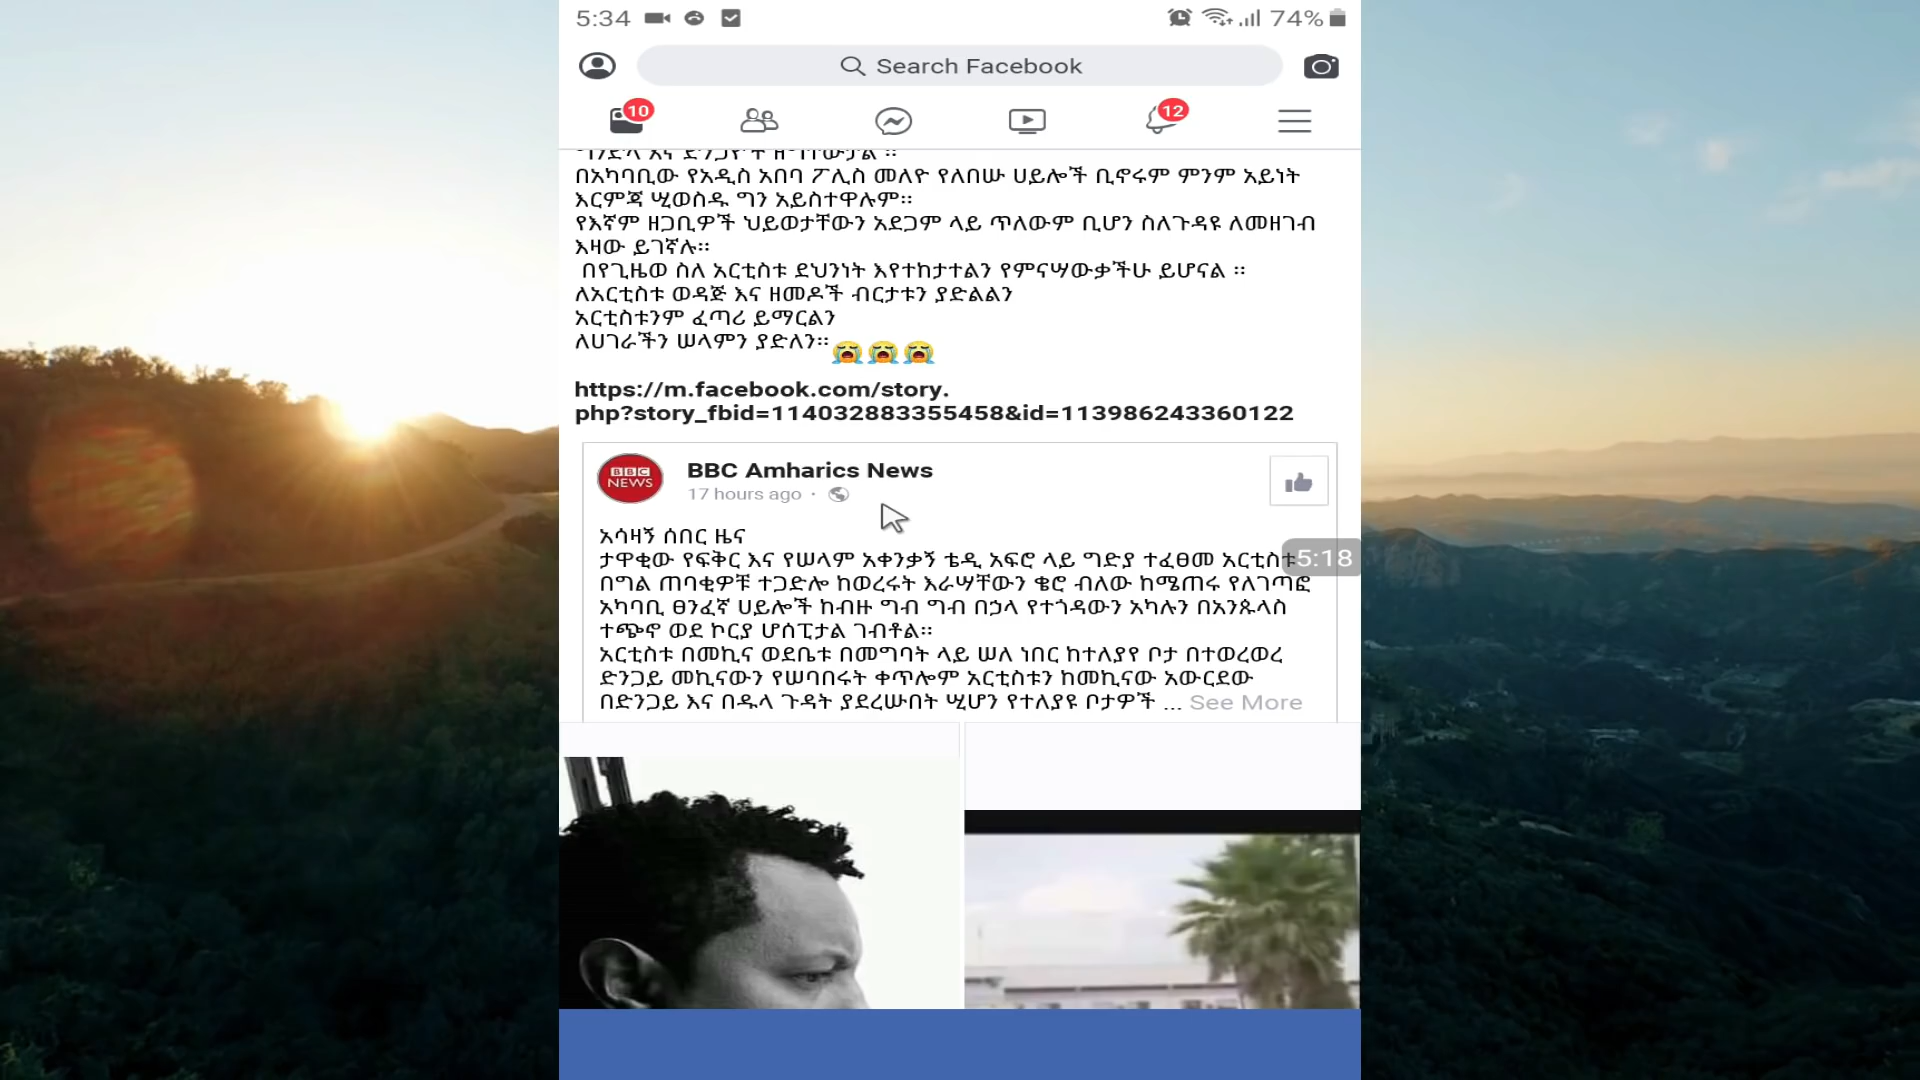 5:34
74%
Search Facebook
10
12
በአካባቢው የአዲስ አበባ ፖሊስ መለዮ የለበሡ ሀይሎች ቢኖሩም ምንም አይነት
እርምጃ ሢወስዱ ግን አይስተዋሉም፡፡
የእኛም ዘጋቢዎች ህይወታቸውን አደጋም ላይ ጥለውም ቢሆን ስለጉዳዩ ለመዘገብ
እዛው ይገኛሉ፡፡
በየጊዜወ ስለ አርቲስቱ ደህንነት እየተከታተልን የምናሣውቃችሁ ይሆናል ፡፡
ለአርቲስቱ ወዳጅ እና ዘመዶች ብርታቱን ያድልልን
አርቲስቱንም ፈጣሪ ይማርልን
ለሀገራችን ሠላምን ያድለን፡፡😭😭😭
https://m.facebook.com/story.
php?story_fbid=114032883355458&id=113986243360122
BBC
NEWS
BBC Amharics News
17 hours ago ·
አሳዛኝ ሰበር ዜና
ታዋቂው የፍቅር እና የሠላም አቀንቃኝ ቴዲ አፍሮ ላይ ግድያ ተፈፀመ አርቲስቱ
5:18
በግል ጠባቂዎቹ ተጋድሎ ከወረሩት እራሣቸውን ቄሮ ብለው ከሜጠሩ የለገጣፎ
አካባቢ ፀንፈኛ ሀይሎች ከብዙ ግብ ግብ በኃላ የተጎዳውን አካሉን በአንጱላስ
ተጭኖ ወደ ኮርያ ሆሰፒታል ገብቶል፡፡
አርቲስቱ በመኪና ወደቤቱ በመግባት ላይ ሠለ ነበር ከተለያየ ቦታ በተወረወረ
ድንጋይ መኪናውን የሠባበሩት ቀጥሎም አርቲስቱን ከመኪናው አውርደው
በድንጋይ እና በዱላ ጉዳት ያደረሡበት ሢሆን የተለያዩ ቦታዎች ... See More